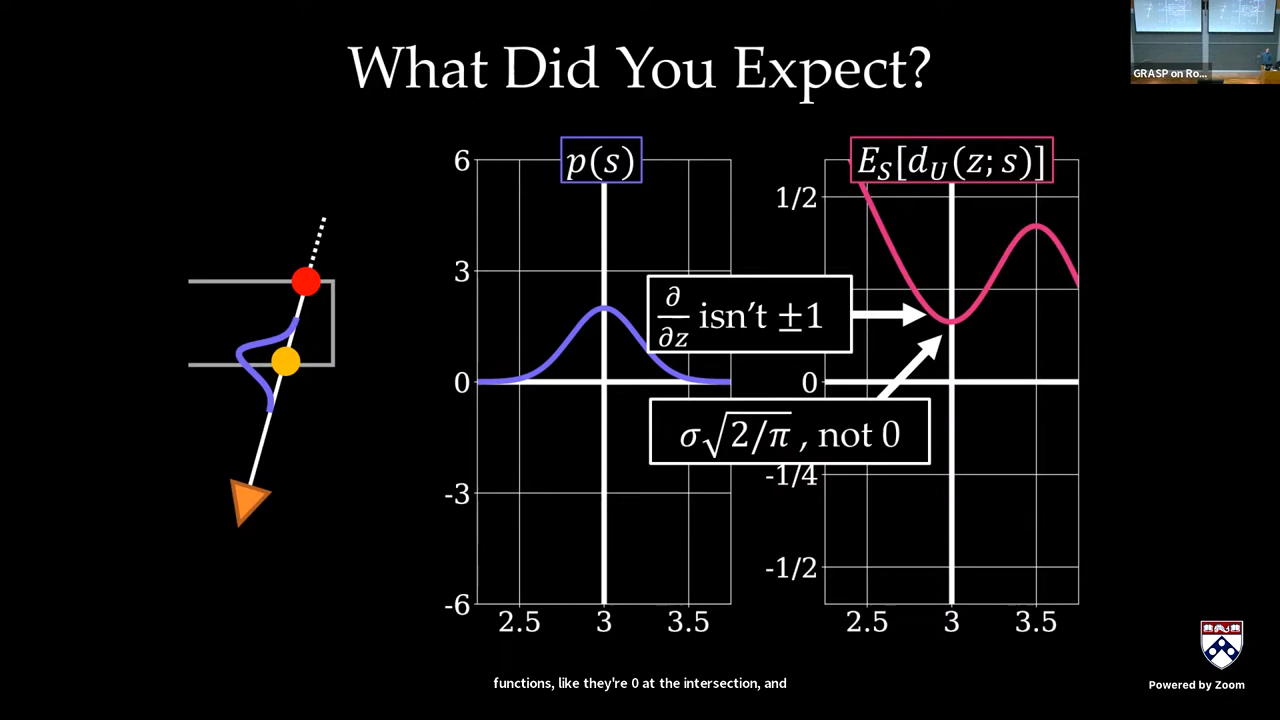 What Did You Expect?
GRASP on Ro...
p(s)
E_S[d_U(z; s)]
6
3
0
-3
-6
2.5 3 3.5
1/2
0
-1/4
-1/2
2.5 3 3.5
∂/∂z isn't ±1
σ√2/π , not 0
functions, like they're 0 at the intersection, and
Powered by Zoom